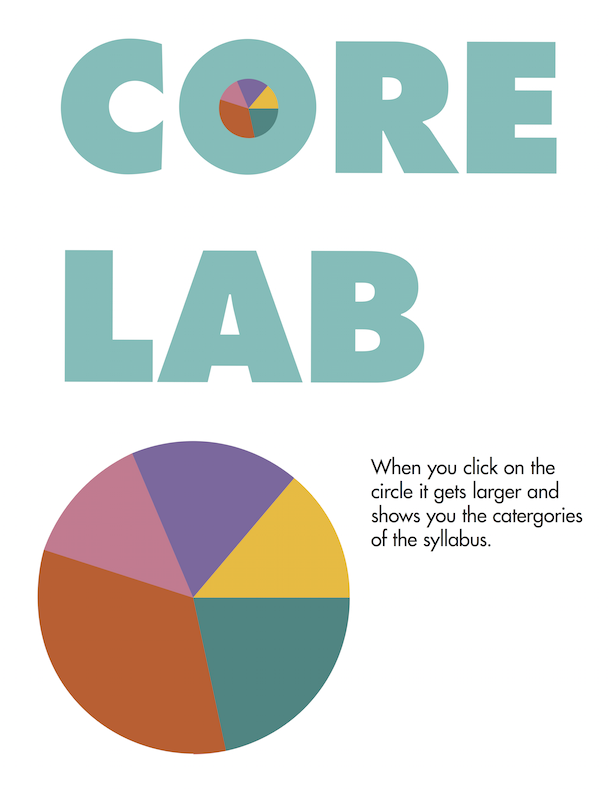 CORE
LAB
When you click on the
circle it gets larger and
shows you the catergories
of the syllabus.